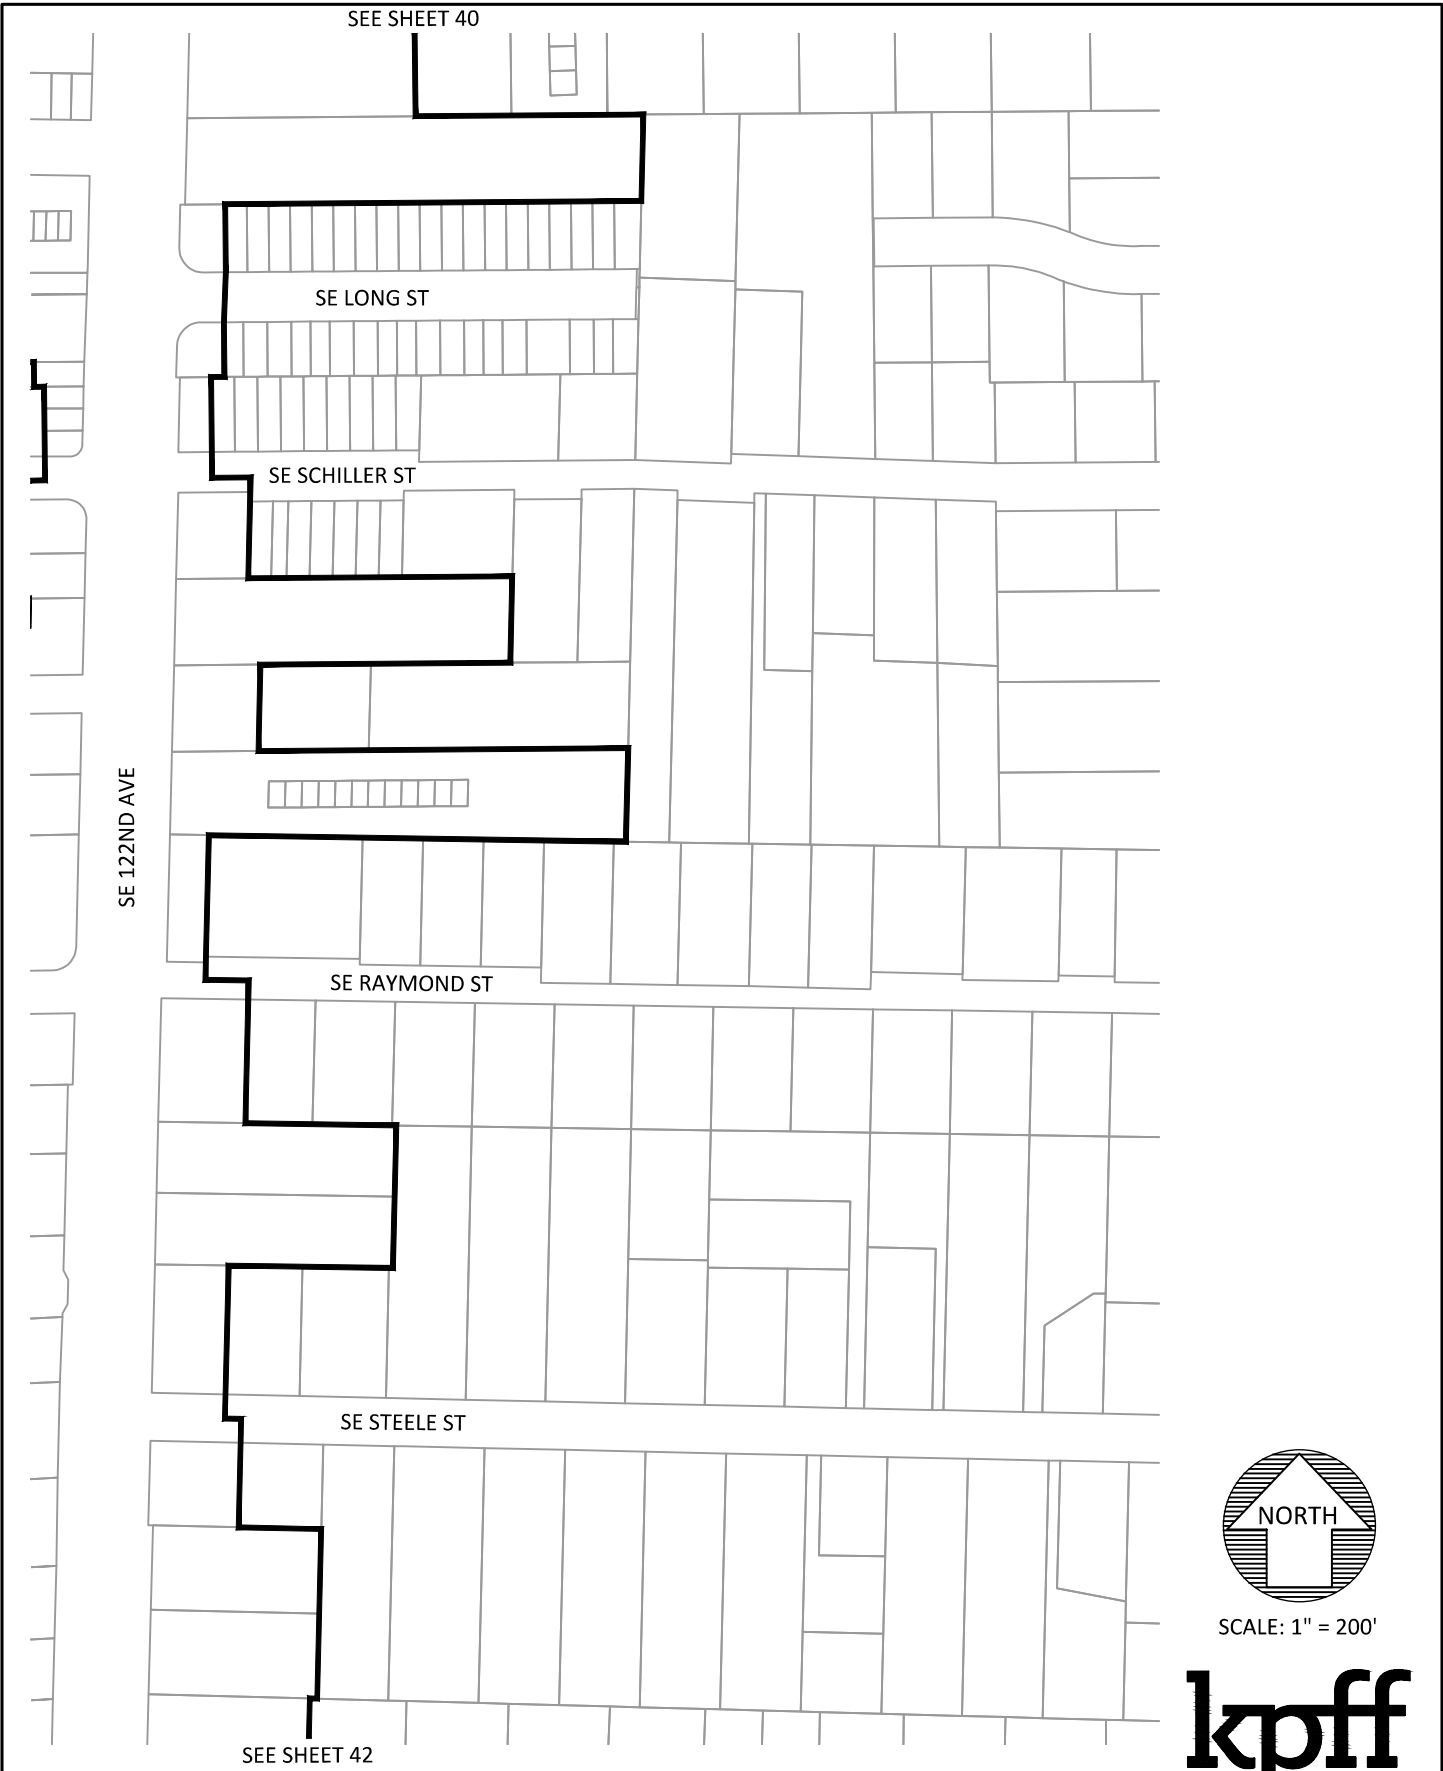 SEE SHEET 40
SE LONG ST
SE SCHILLER ST
SE 122ND AVE
SE RAYMOND ST
SE STEELE ST
NORTH
SCALE: 1" = 200'
kpff
SEE SHEET 42